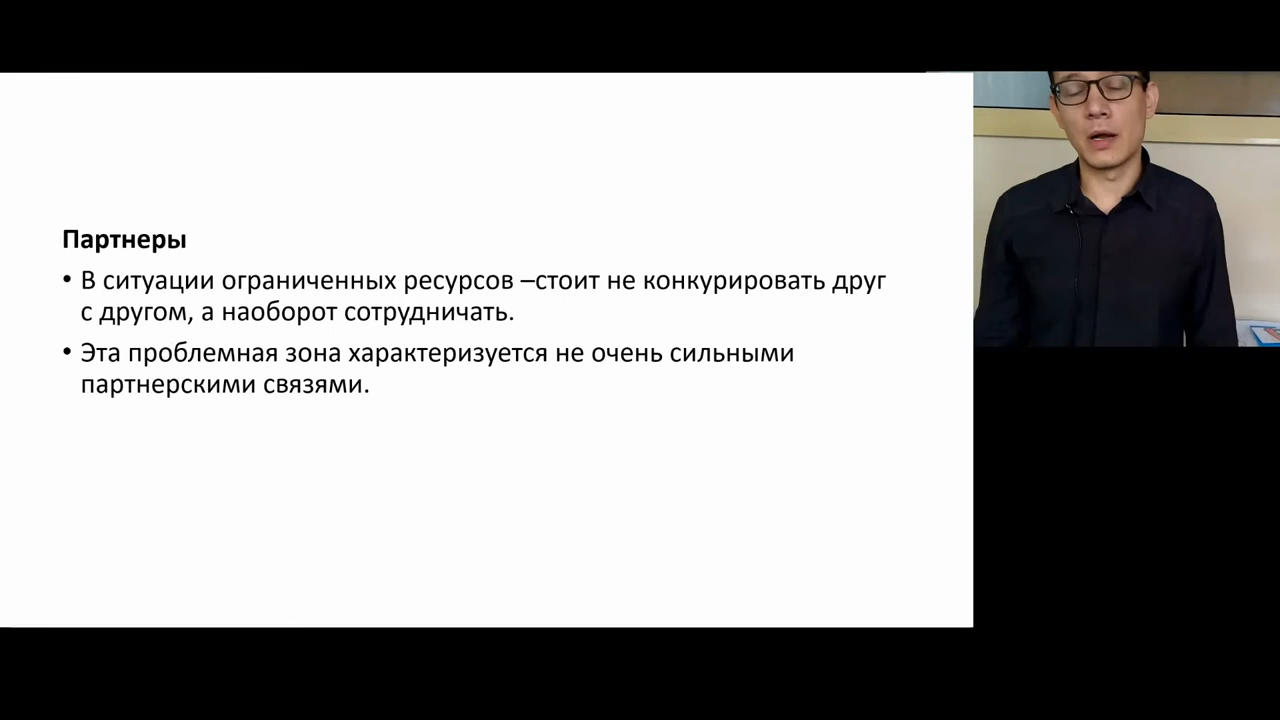 Партнеры
• В ситуации ограниченных ресурсов –стоит не конкурировать друг
с другом, а наоборот сотрудничать.
• Эта проблемная зона характеризуется не очень сильными
партнерскими связями.